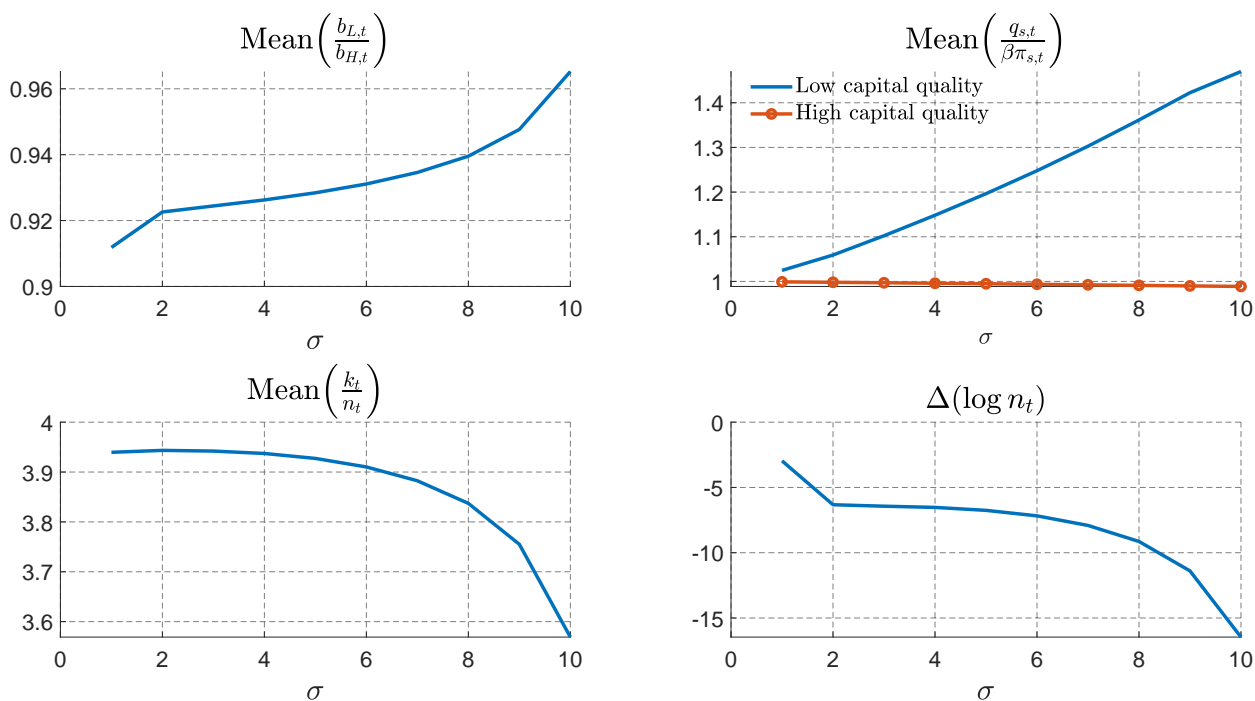 Mean(b_{L,t}/b_{H,t})
0.96
0.94
0.92
0.9
0 2 4 6 8 10
σ
Mean(q_{s,t}/βπ_{s,t})
Low capital quality
High capital quality
1.4
1.3
1.2
1.1
1
0 2 4 6 8 10
σ
Mean(k_t/n_t)
4
3.9
3.8
3.7
3.6
0 2 4 6 8 10
σ
Δ(log n_t)
0
-5
-10
-15
0 2 4 6 8 10
σ